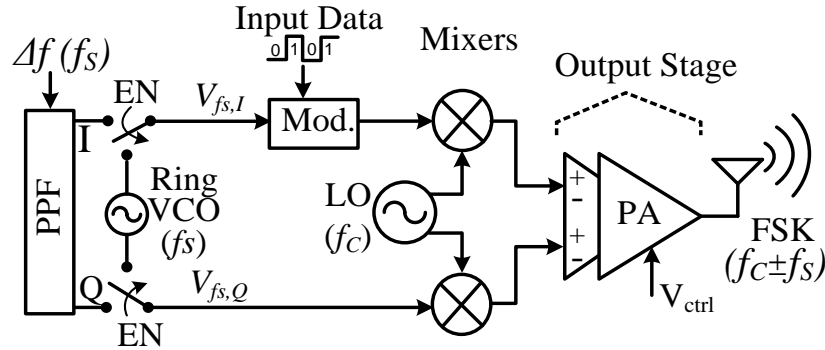 Input Data
0 1 0 1
Mixers
Δf (fS)
EN
Vfs,I
Mod.
Output Stage
I
PPF
Ring
VCO
(fs)
LO
(fC)
+
-
+
-
PA
FSK
(fC±fS)
Q
EN
Vfs,Q
Vctrl